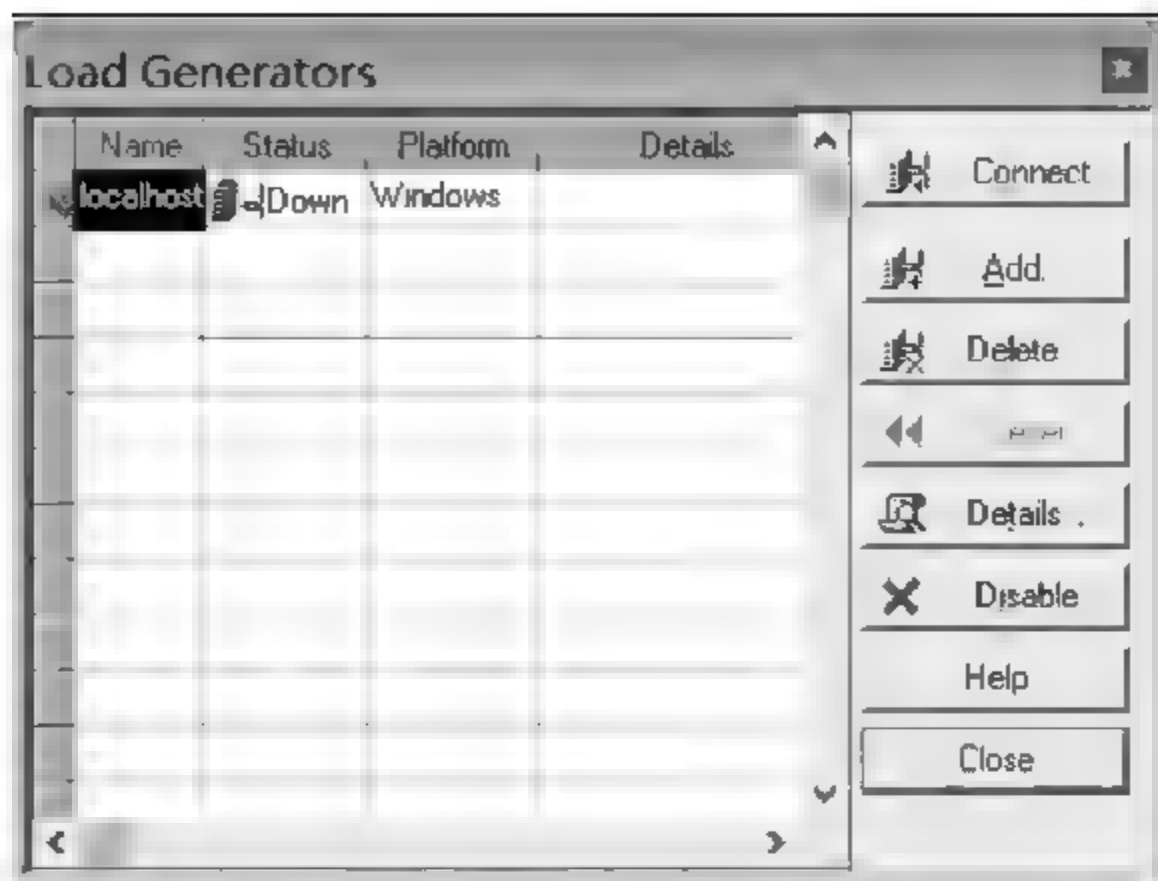 Load Generators
Name Status Platform Details
localhost Down Windows
Connect
Add.
Delete
Details .
Disable
Help
Close